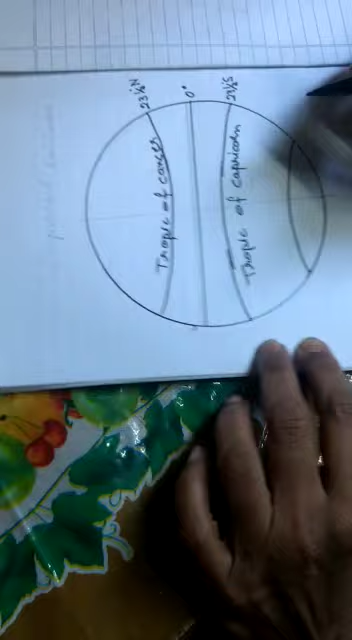 23½°N
Tropic of cancer
0°
23½°S
Tropic of capricorn